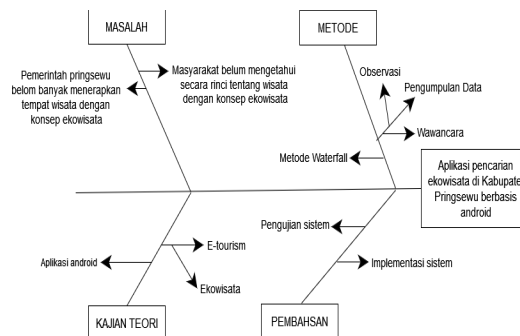 MASALAH
METODE
Pemerintah pringsewu
belom banyak menerapkan
tempat wisata dengan
konsep ekowisata
Masyarakat belum mengetahui
secara rinci tentang wisata
dengan konsep ekowisata
Observasi
Pengumpulan Data
Wawancara
Metode Waterfall
Aplikasi pencarian
ekowisata di Kabupate
Pringsewu berbasis
android
Pengujian sistem
Implementasi sistem
E-tourism
Aplikasi android
Ekowisata
KAJIAN TEORI
PEMBAHSAN